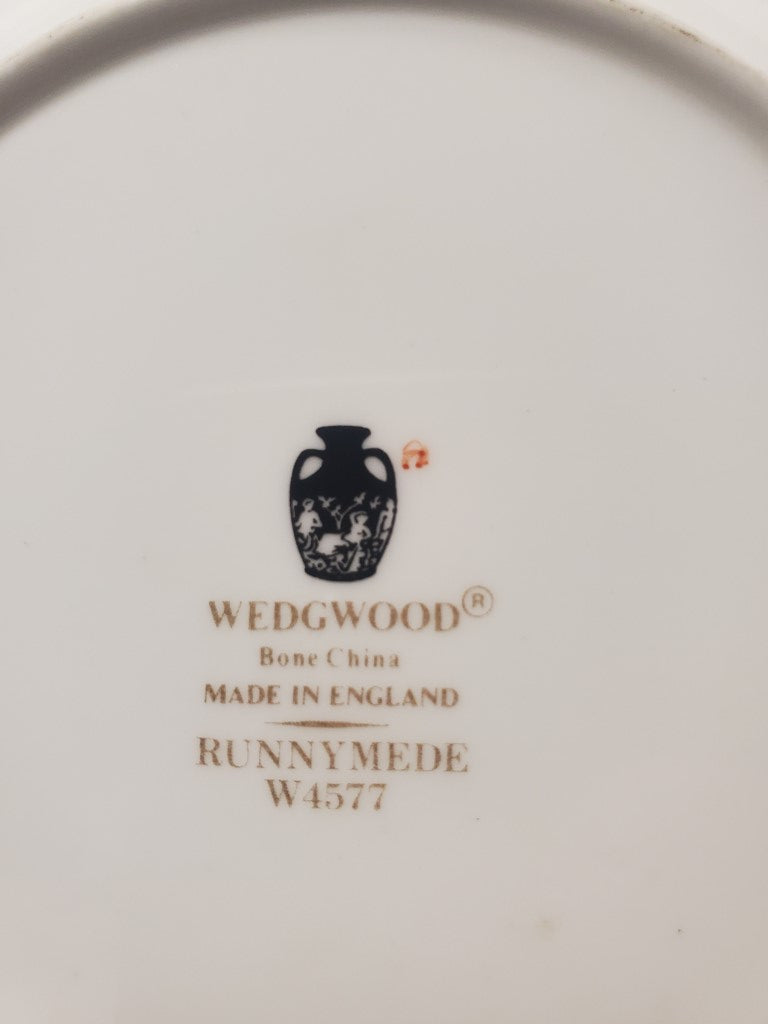 WEDGWOOD®
Bone China
MADE IN ENGLAND
RUNNYMEDE
W4577